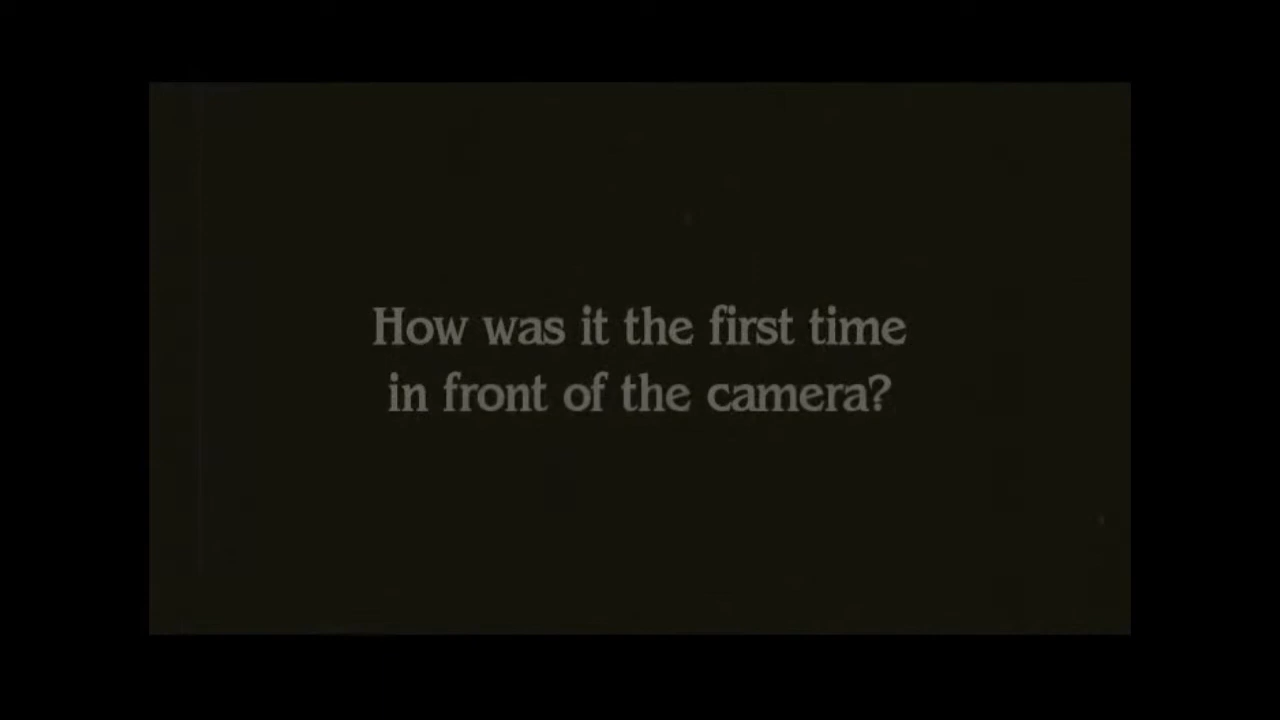 How was it the first time
in front of the camera?